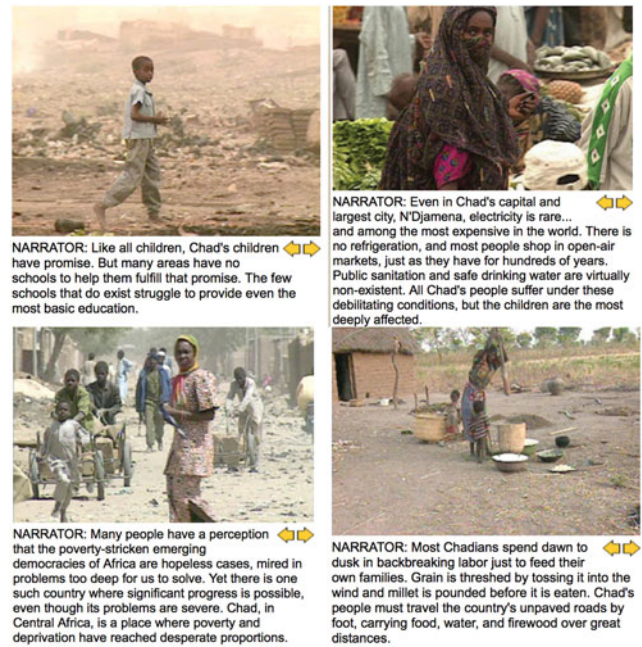 NARRATOR: Like all children, Chad's children
have promise. But many areas have no
schools to help them fulfill that promise. The few
schools that do exist struggle to provide even the
most basic education.
NARRATOR: Even in Chad's capital and
largest city, N'Djamena, electricity is rare...
and among the most expensive in the world. There is
no refrigeration, and most people shop in open-air
markets, just as they have for hundreds of years.
Public sanitation and safe drinking water are virtually
non-existent. All Chad's people suffer under these
debilitating conditions, but the children are the most
deeply affected.
NARRATOR: Many people have a perception
that the poverty-stricken emerging
democracies of Africa are hopeless cases, mired in
problems too deep for us to solve. Yet there is one
such country where significant progress is possible,
even though its problems are severe. Chad, in
Central Africa, is a place where poverty and
deprivation have reached desperate proportions.
NARRATOR: Most Chadians spend dawn to
dusk in backbreaking labor just to feed their
own families. Grain is threshed by tossing it into the
wind and millet is pounded before it is eaten. Chad's
people must travel the country's unpaved roads by
foot, carrying food, water, and firewood over great
distances.